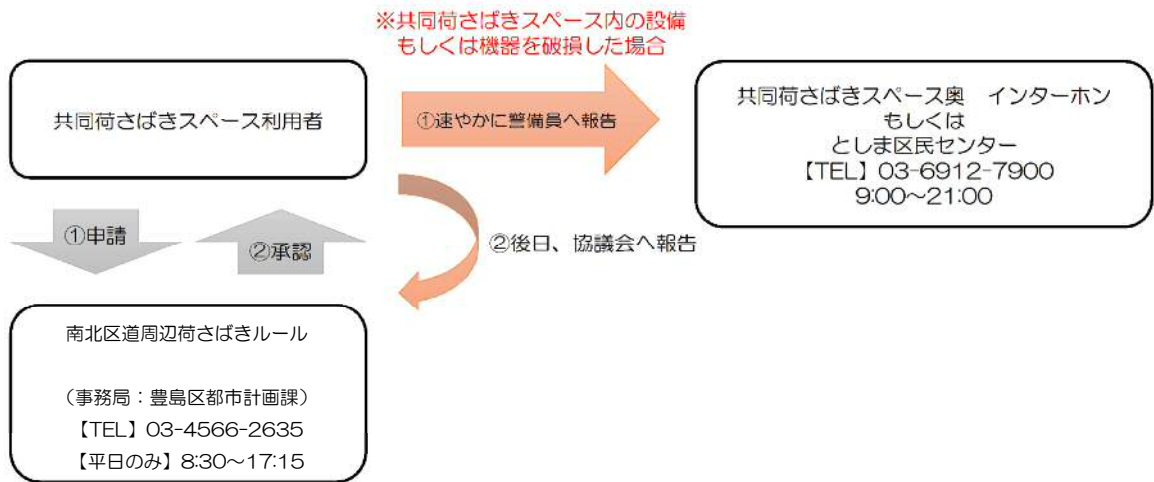 ※共同荷さばきスペース内の設備
もしくは機器を破損した場合
共同荷さばきスペース利用者
①速やかに警備員へ報告
共同荷さばきスペース奥　インターホン
もしくは
としま区民センター
【TEL】03-6912-7900
9:00～21:00
①申請
②承認
②後日、協議会へ報告
南北区道周辺荷さばきルール
（事務局：豊島区都市計画課）
【TEL】03-4566-2635
【平日のみ】8:30～17:15